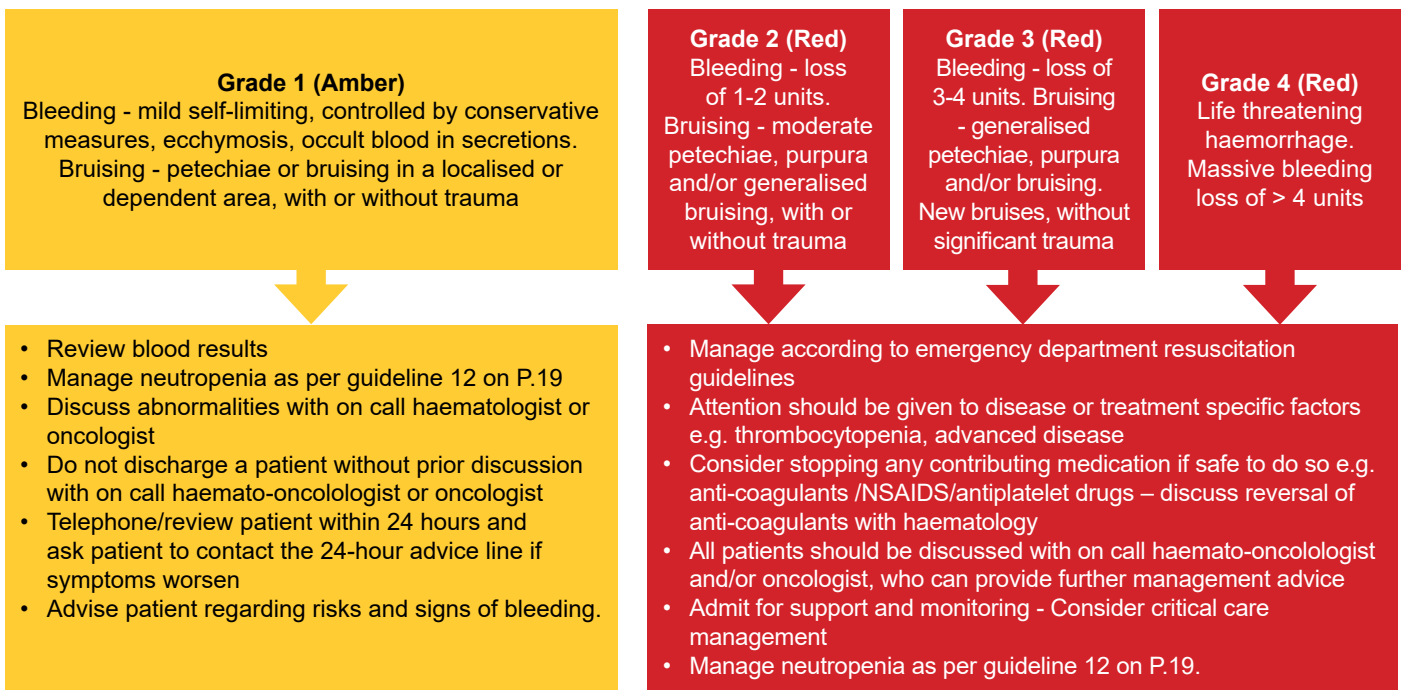 Grade 1 (Amber)
Bleeding - mild self-limiting, controlled by conservative
measures, ecchymosis, occult blood in secretions.
Bruising - petechiae or bruising in a localised or
dependent area, with or without trauma
Grade 2 (Red)
Bleeding - loss
of 1-2 units.
Bruising - moderate
petechiae, purpura
and/or generalised
bruising, with or
without trauma
Grade 3 (Red)
Bleeding - loss of
3-4 units. Bruising
- generalised
petechiae, purpura
and/or bruising.
New bruises, without
significant trauma
Grade 4 (Red)
Life threatening
haemorrhage.
Massive bleeding
loss of > 4 units
• Review blood results
• Manage neutropenia as per guideline 12 on P.19
• Discuss abnormalities with on call haematologist or
oncologist
• Do not discharge a patient without prior discussion
with on call haemato-oncolologist or oncologist
• Telephone/review patient within 24 hours and
ask patient to contact the 24-hour advice line if
symptoms worsen
• Advise patient regarding risks and signs of bleeding.
• Manage according to emergency department resuscitation
guidelines
• Attention should be given to disease or treatment specific factors
e.g. thrombocytopenia, advanced disease
• Consider stopping any contributing medication if safe to do so e.g.
anti-coagulants /NSAIDS/antiplatelet drugs – discuss reversal of
anti-coagulants with haematology
• All patients should be discussed with on call haemato-oncolologist
and/or oncologist, who can provide further management advice
• Admit for support and monitoring - Consider critical care
management
• Manage neutropenia as per guideline 12 on P.19.